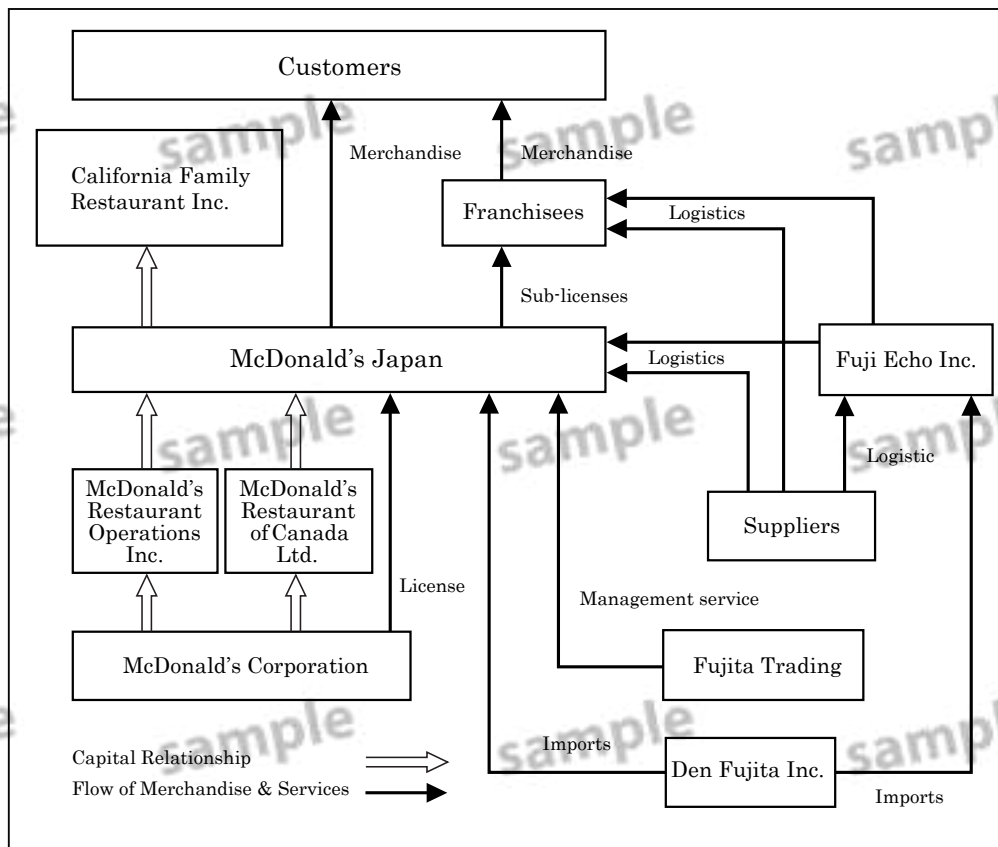 Customers
sample
sample
sample
Merchandise
Merchandise
California Family
Restaurant Inc.
Franchisees
Logistics
Sub-licenses
McDonald's Japan
Logistics
Fuji Echo Inc.
sample
sample
sample
Logistic
McDonald's
Restaurant
Operations
Inc.
McDonald's
Restaurant
of Canada
Ltd.
Suppliers
License
Management service
McDonald's Corporation
Fujita Trading
sample
sample
sample
Capital Relationship
Flow of Merchandise & Services
Imports
Den Fujita Inc.
Imports